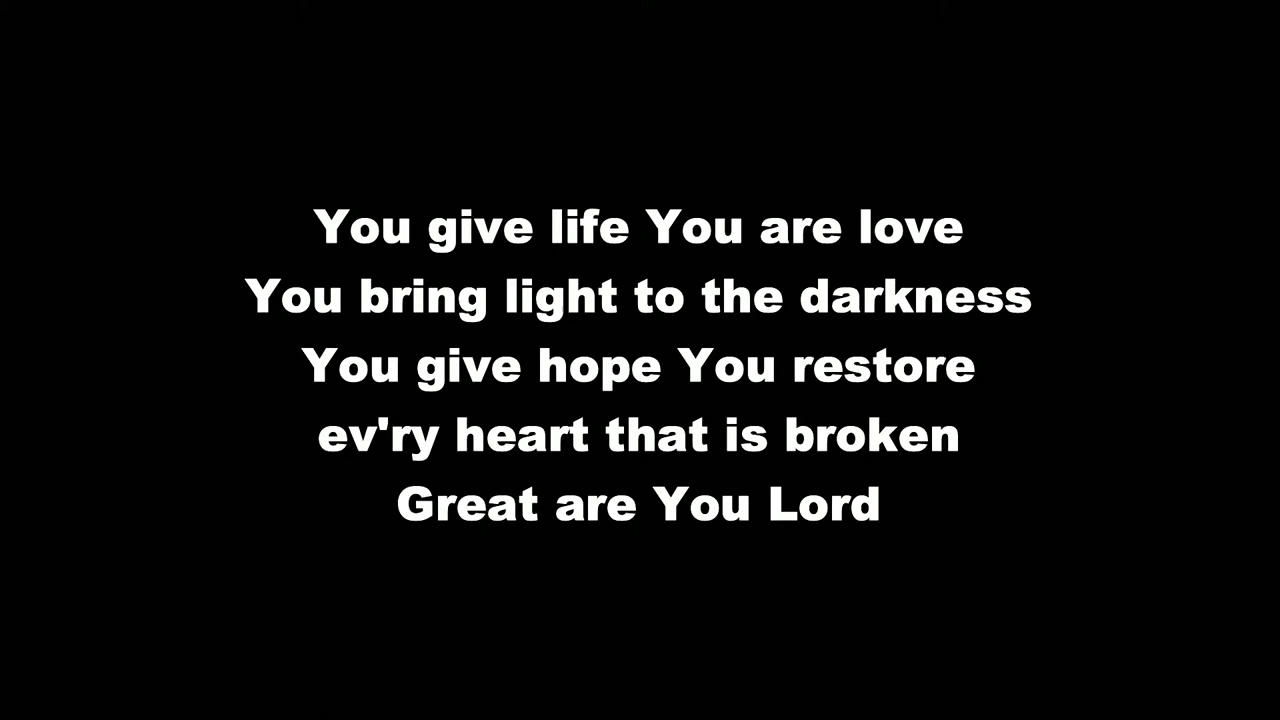 You give life You are love
You bring light to the darkness
You give hope You restore
ev'ry heart that is broken
Great are You Lord